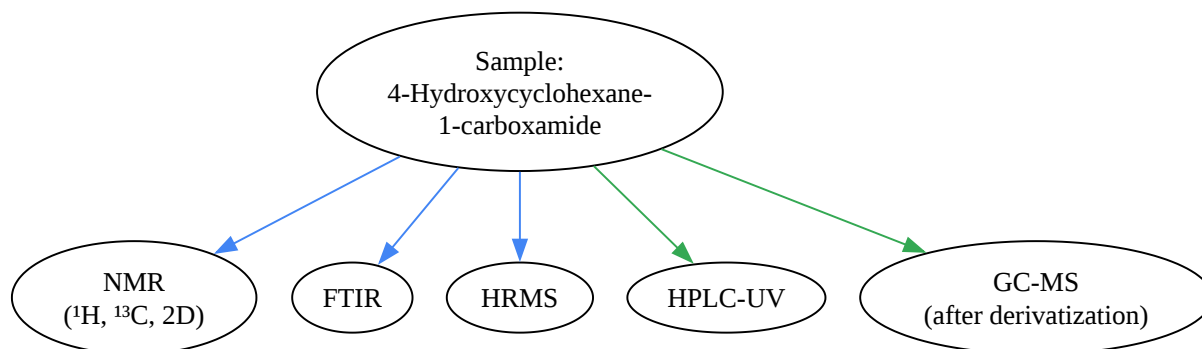 Sample:
4-Hydroxycyclohexane-
1-carboxamide
NMR
(¹H, ¹³C, 2D)
FTIR
HRMS
HPLC-UV
GC-MS
(after derivatization)